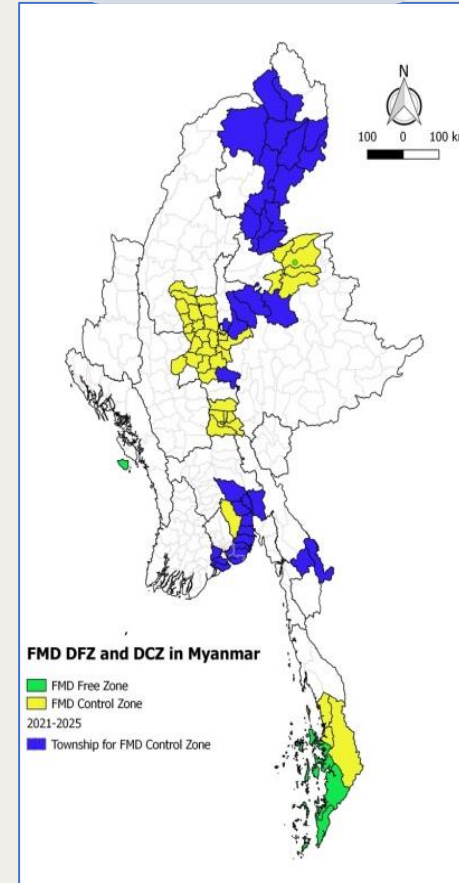 N
100 0 100 km
FMD DFZ and DCZ in Myanmar
FMD Free Zone
FMD Control Zone
2021-2025
Township for FMD Control Zone